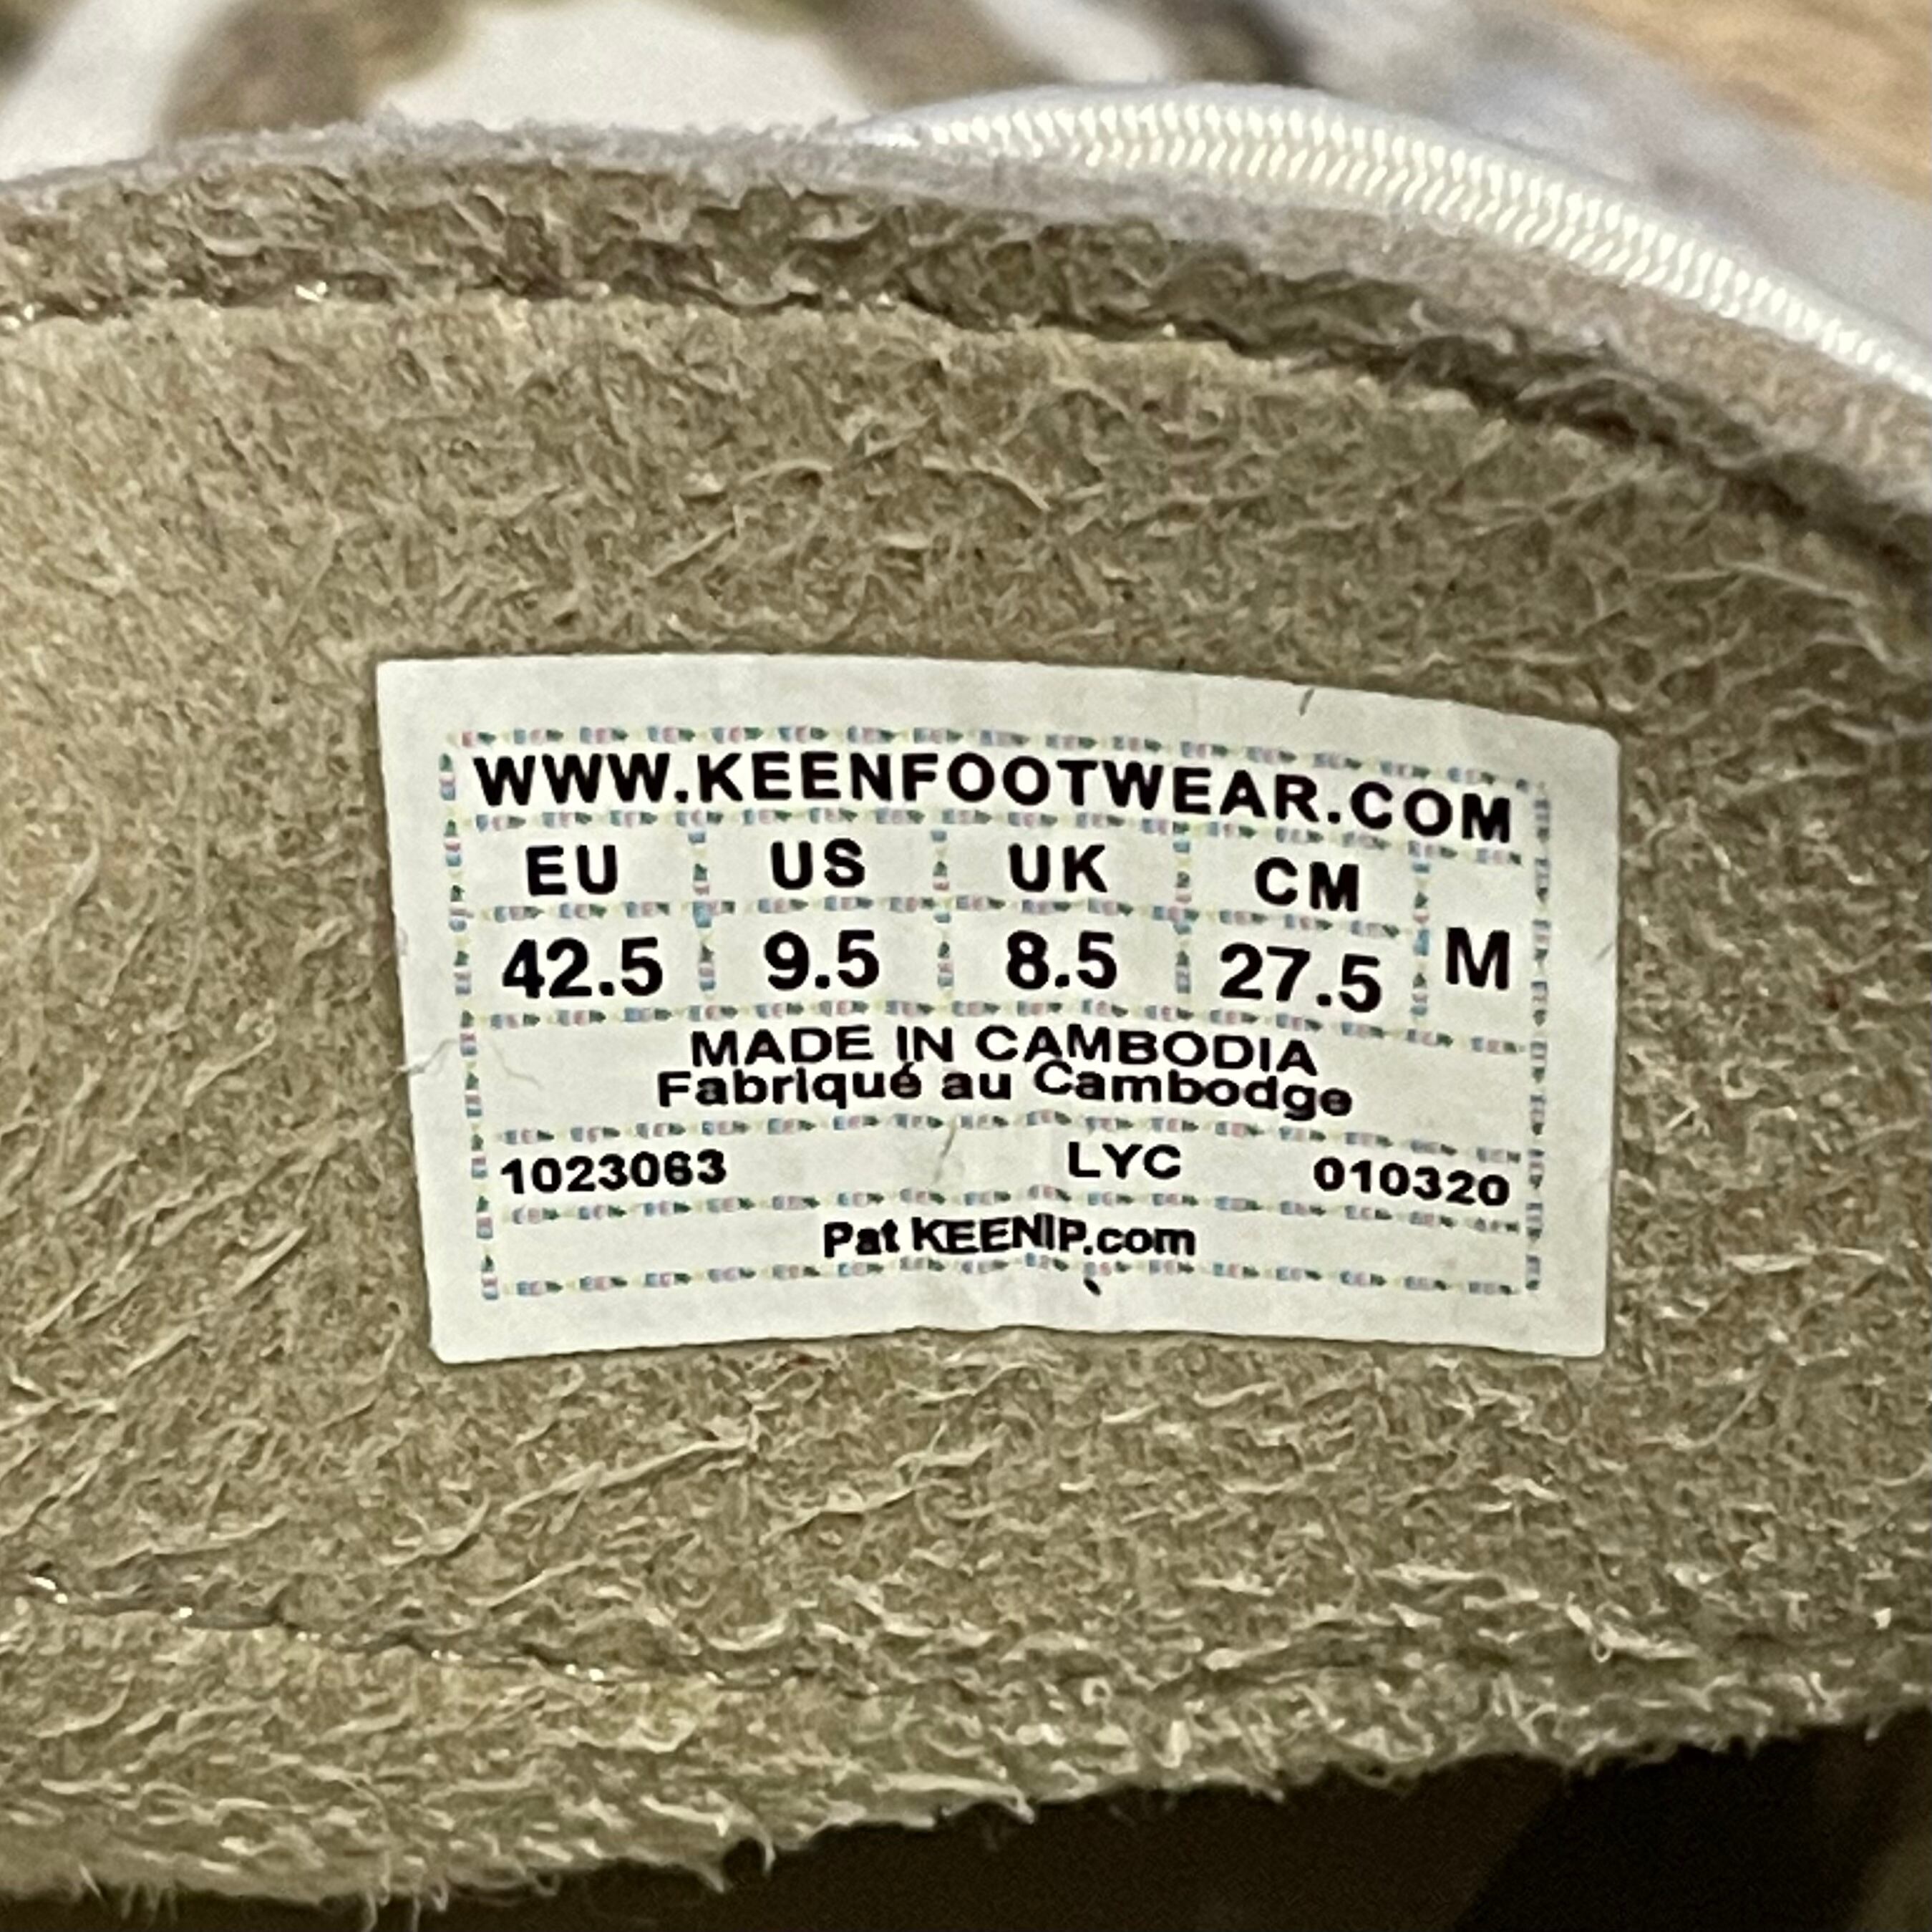 WWW.KEENFOOTWEAR.COM
EU US UK CM
42.5 9.5 8.5 27.5 M
MADE IN CAMBODIA
Fabriqué au Cambodge
1023063 LYC 010320
Pat KEENIP.com